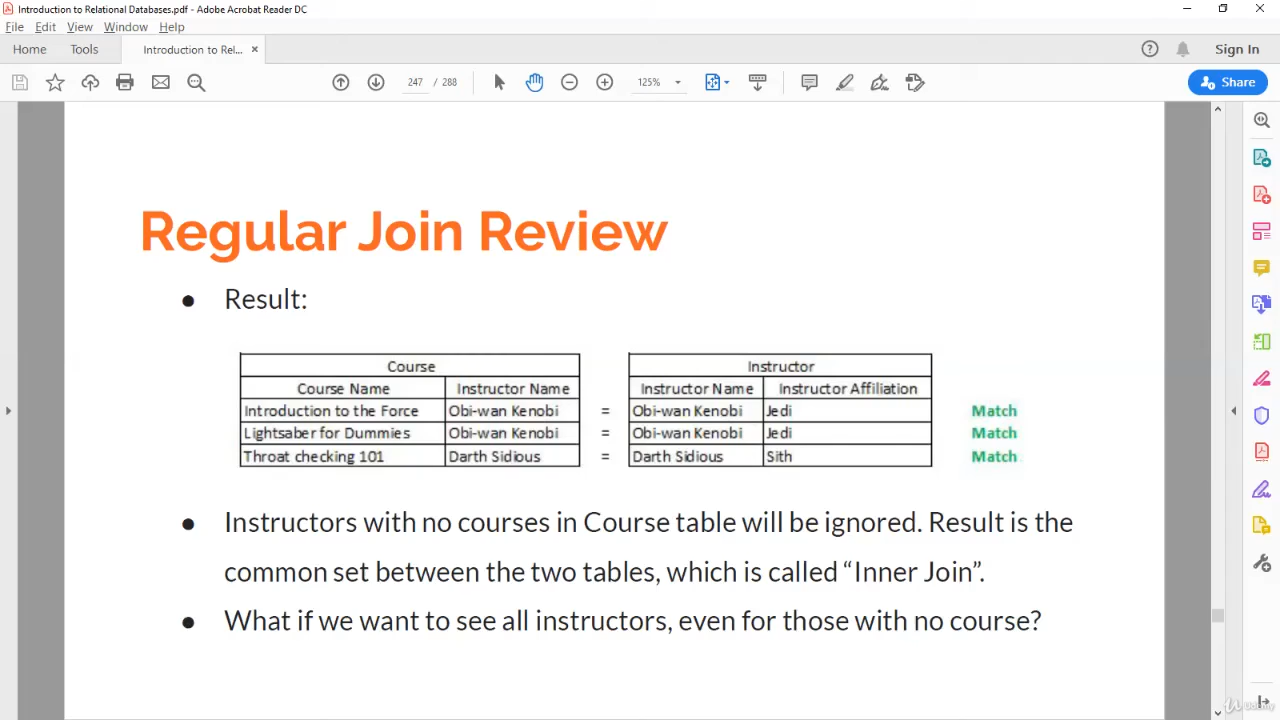 Introduction to Relational Databases.pdf - Adobe Acrobat Reader DC
File Edit View Window Help
Home Tools Introduction to Rel... × Sign In
247 / 288 125% Share
Regular Join Review
● Result:
Course Instructor
Course Name Instructor Name Instructor Name Instructor Affiliation
Introduction to the Force Obi-wan Kenobi = Obi-wan Kenobi Jedi Match
Lightsaber for Dummies Obi-wan Kenobi = Obi-wan Kenobi Jedi Match
Throat checking 101 Darth Sidious = Darth Sidious Sith Match
● Instructors with no courses in Course table will be ignored. Result is the
common set between the two tables, which is called “Inner Join”.
● What if we want to see all instructors, even for those with no course?
Udemy